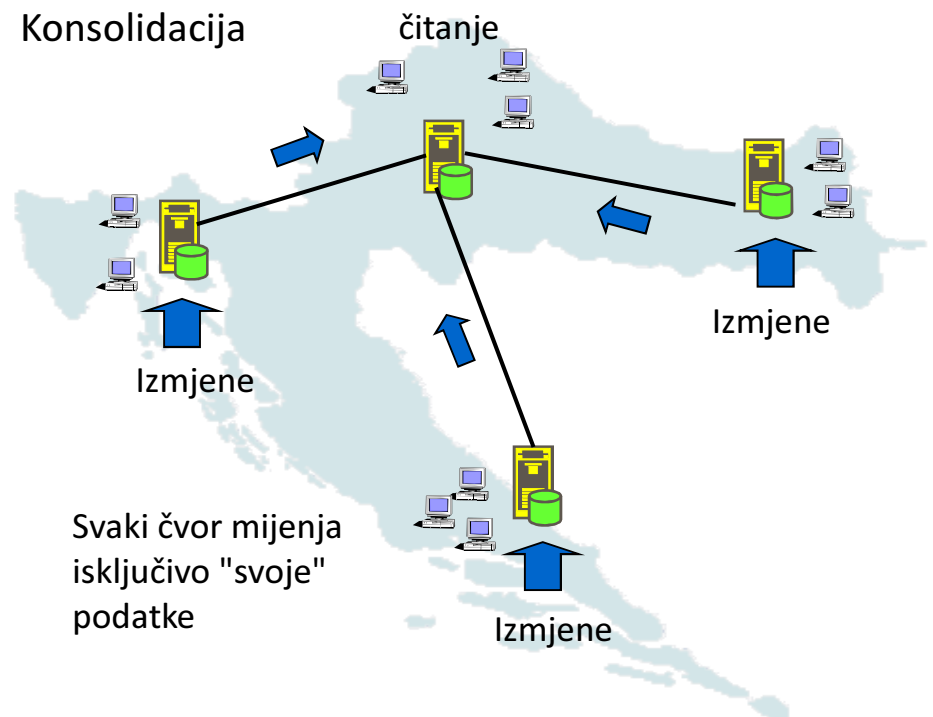 Konsolidacija
čitanje
Izmjene
Izmjene
Svaki čvor mijenja
isključivo "svoje"
podatke
Izmjene